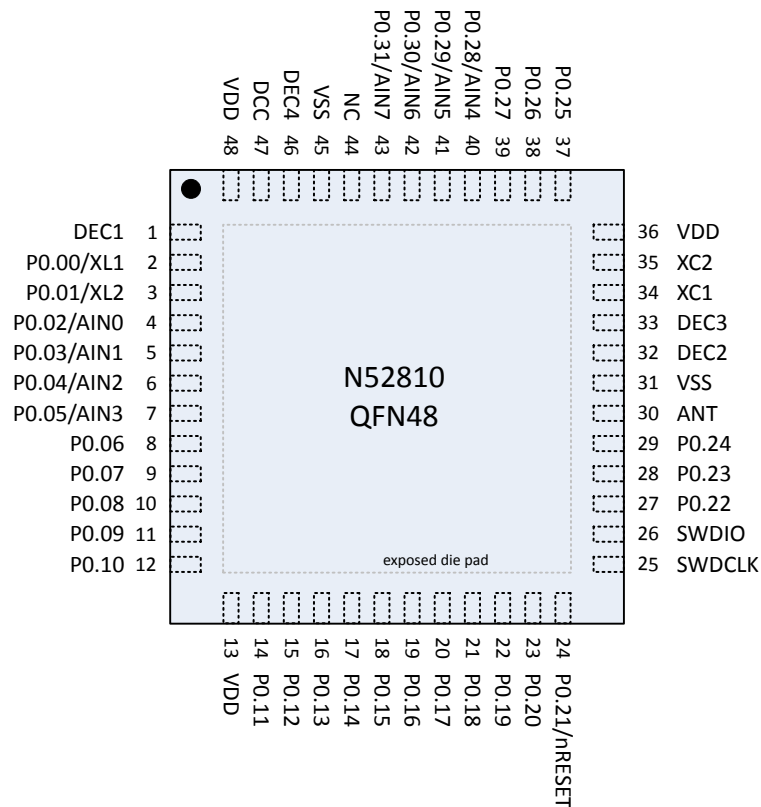 VDD 48
DCC 47
DEC4 46
VSS 45
NC 44
P0.31/AIN7 43
P0.30/AIN6 42
P0.29/AIN5 41
P0.28/AIN4 40
P0.27 39
P0.26 38
P0.25 37
DEC1 1
P0.00/XL1 2
P0.01/XL2 3
P0.02/AIN0 4
P0.03/AIN1 5
P0.04/AIN2 6
P0.05/AIN3 7
P0.06 8
P0.07 9
P0.08 10
P0.09 11
P0.10 12
N52810
QFN48
exposed die pad
36 VDD
35 XC2
34 XC1
33 DEC3
32 DEC2
31 VSS
30 ANT
29 P0.24
28 P0.23
27 P0.22
26 SWDIO
25 SWDCLK
13 VDD
14 P0.11
15 P0.12
16 P0.13
17 P0.14
18 P0.15
19 P0.16
20 P0.17
21 P0.18
22 P0.19
23 P0.20
24 P0.21/nRESET